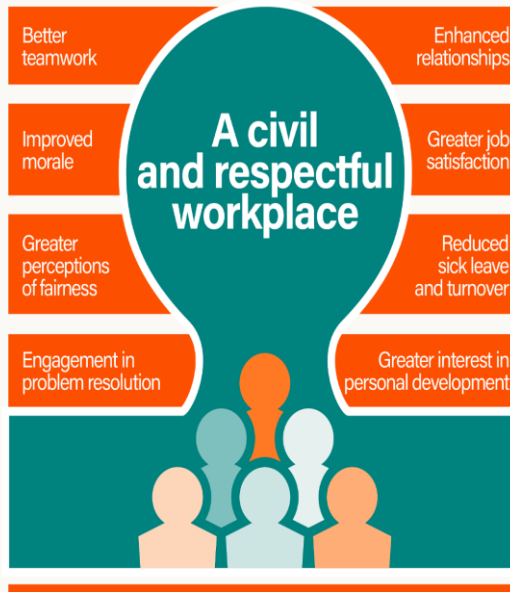 A civil
and respectful
workplace
Better
teamwork
Improved
morale
Greater
perceptions
of fairness
Engagement in
problem resolution
Enhanced
relationships
Greater job
satisfaction
Reduced
sick leave
and turnover
Greater interest in
personal development